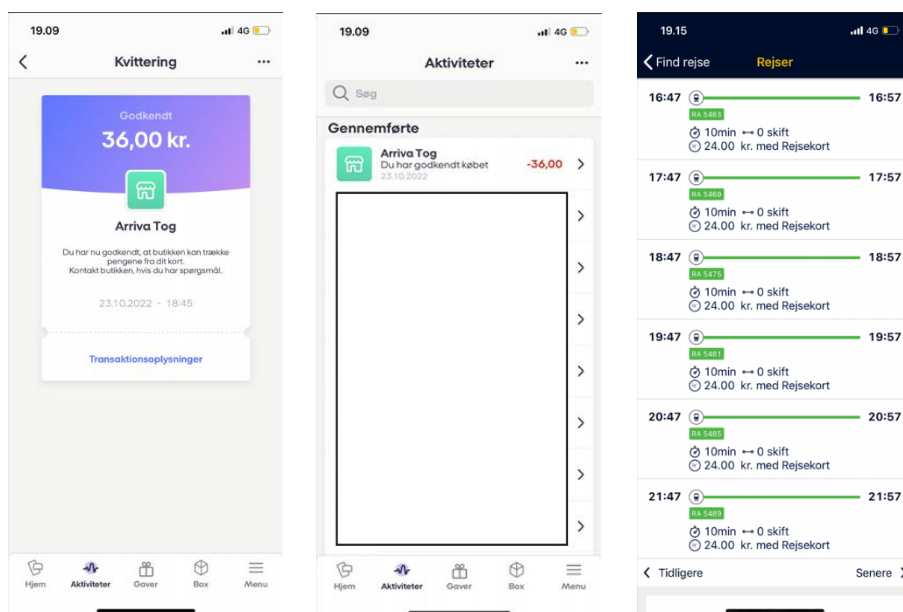 19.09
4G
Kvittering
Godkendt
36,00 kr.
Arriva Tog
Du har nu godkendt, at butikken kan trække
pengene fra dit kort.
Kontakt butikken, hvis du har spørgsmål.
23.10.2022 · 18:45
Transaktionsoplysninger
Hjem Aktiviteter Gaver Box Menu
19.09
4G
Aktiviteter
Søg
Gennemførte
Arriva Tog
Du har godkendt købet -36,00
23.10.2022
Hjem Aktiviteter Gaver Box Menu
19.15
4G
Find rejse Rejser
16:47 16:57
RA 5463
10min 0 skift
24.00 kr. med Rejsekort
17:47 17:57
RA 5469
10min 0 skift
24.00 kr. med Rejsekort
18:47 18:57
RA 5475
10min 0 skift
24.00 kr. med Rejsekort
19:47 19:57
RA 5481
10min 0 skift
24.00 kr. med Rejsekort
20:47 20:57
RA 5485
10min 0 skift
24.00 kr. med Rejsekort
21:47 21:57
RA 5489
10min 0 skift
24.00 kr. med Rejsekort
Tidligere Senere